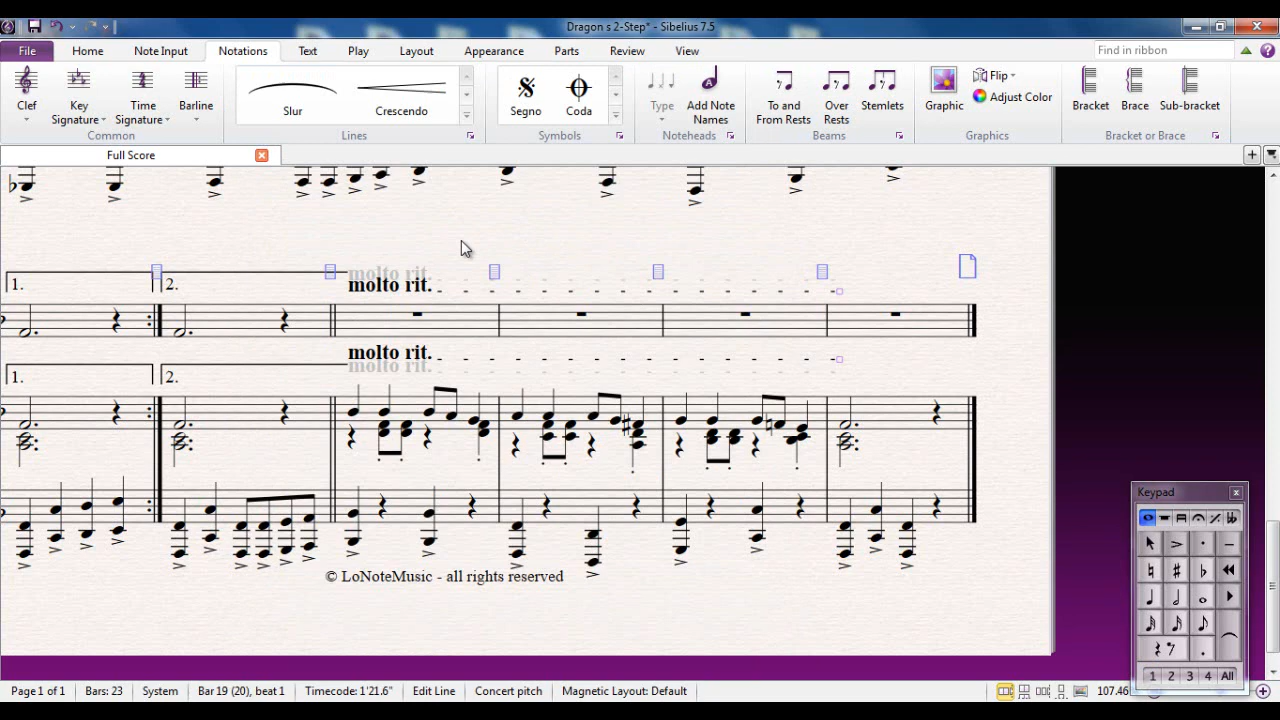 Dragon s 2-Step* - Sibelius 7.5
File Home Note Input Notations Text Play Layout Appearance Parts Review View Find in ribbon
Clef Key Signature Time Signature Barline
Slur Crescendo
Segno Coda
Type Add Note Names
To and From Rests Over Rests Stemlets
Graphic Flip Adjust Color
Bracket Brace Sub-bracket
Common Lines Symbols Noteheads Beams Graphics Bracket or Brace
Full Score
molto rit.
1. 2. molto rit.
molto rit.
molto rit.
1. 2.
© LoNoteMusic - all rights reserved
Keypad
1 2 3 4 All
Page 1 of 1 Bars: 23 System Bar 19 (20), beat 1 Timecode: 1'21.6" Edit Line Concert pitch Magnetic Layout: Default 107.46